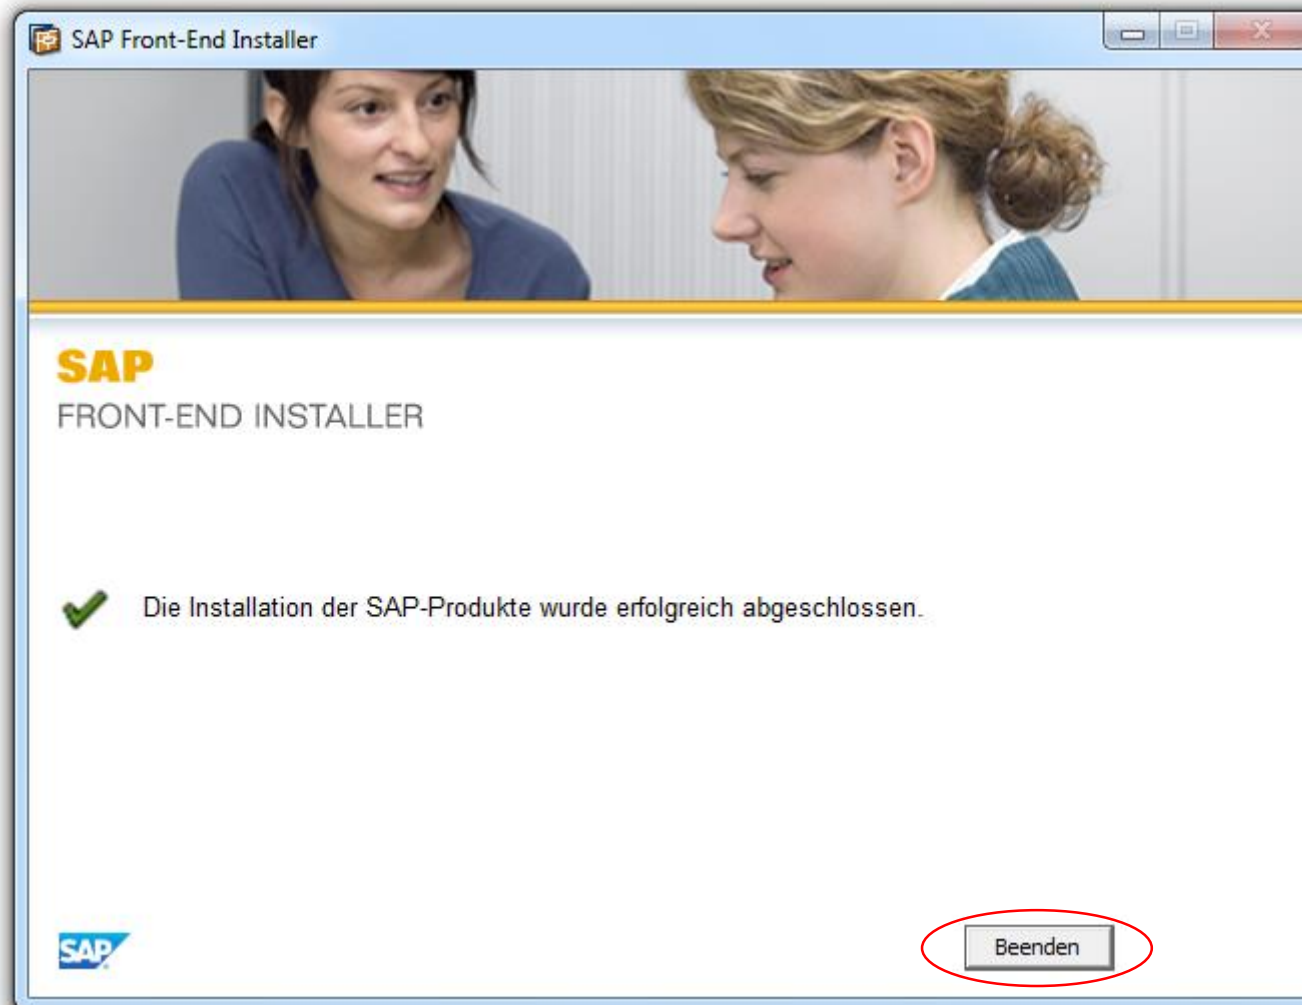 SAP Front-End Installer
SAP
FRONT-END INSTALLER
Die Installation der SAP-Produkte wurde erfolgreich abgeschlossen.
SAP
Beenden